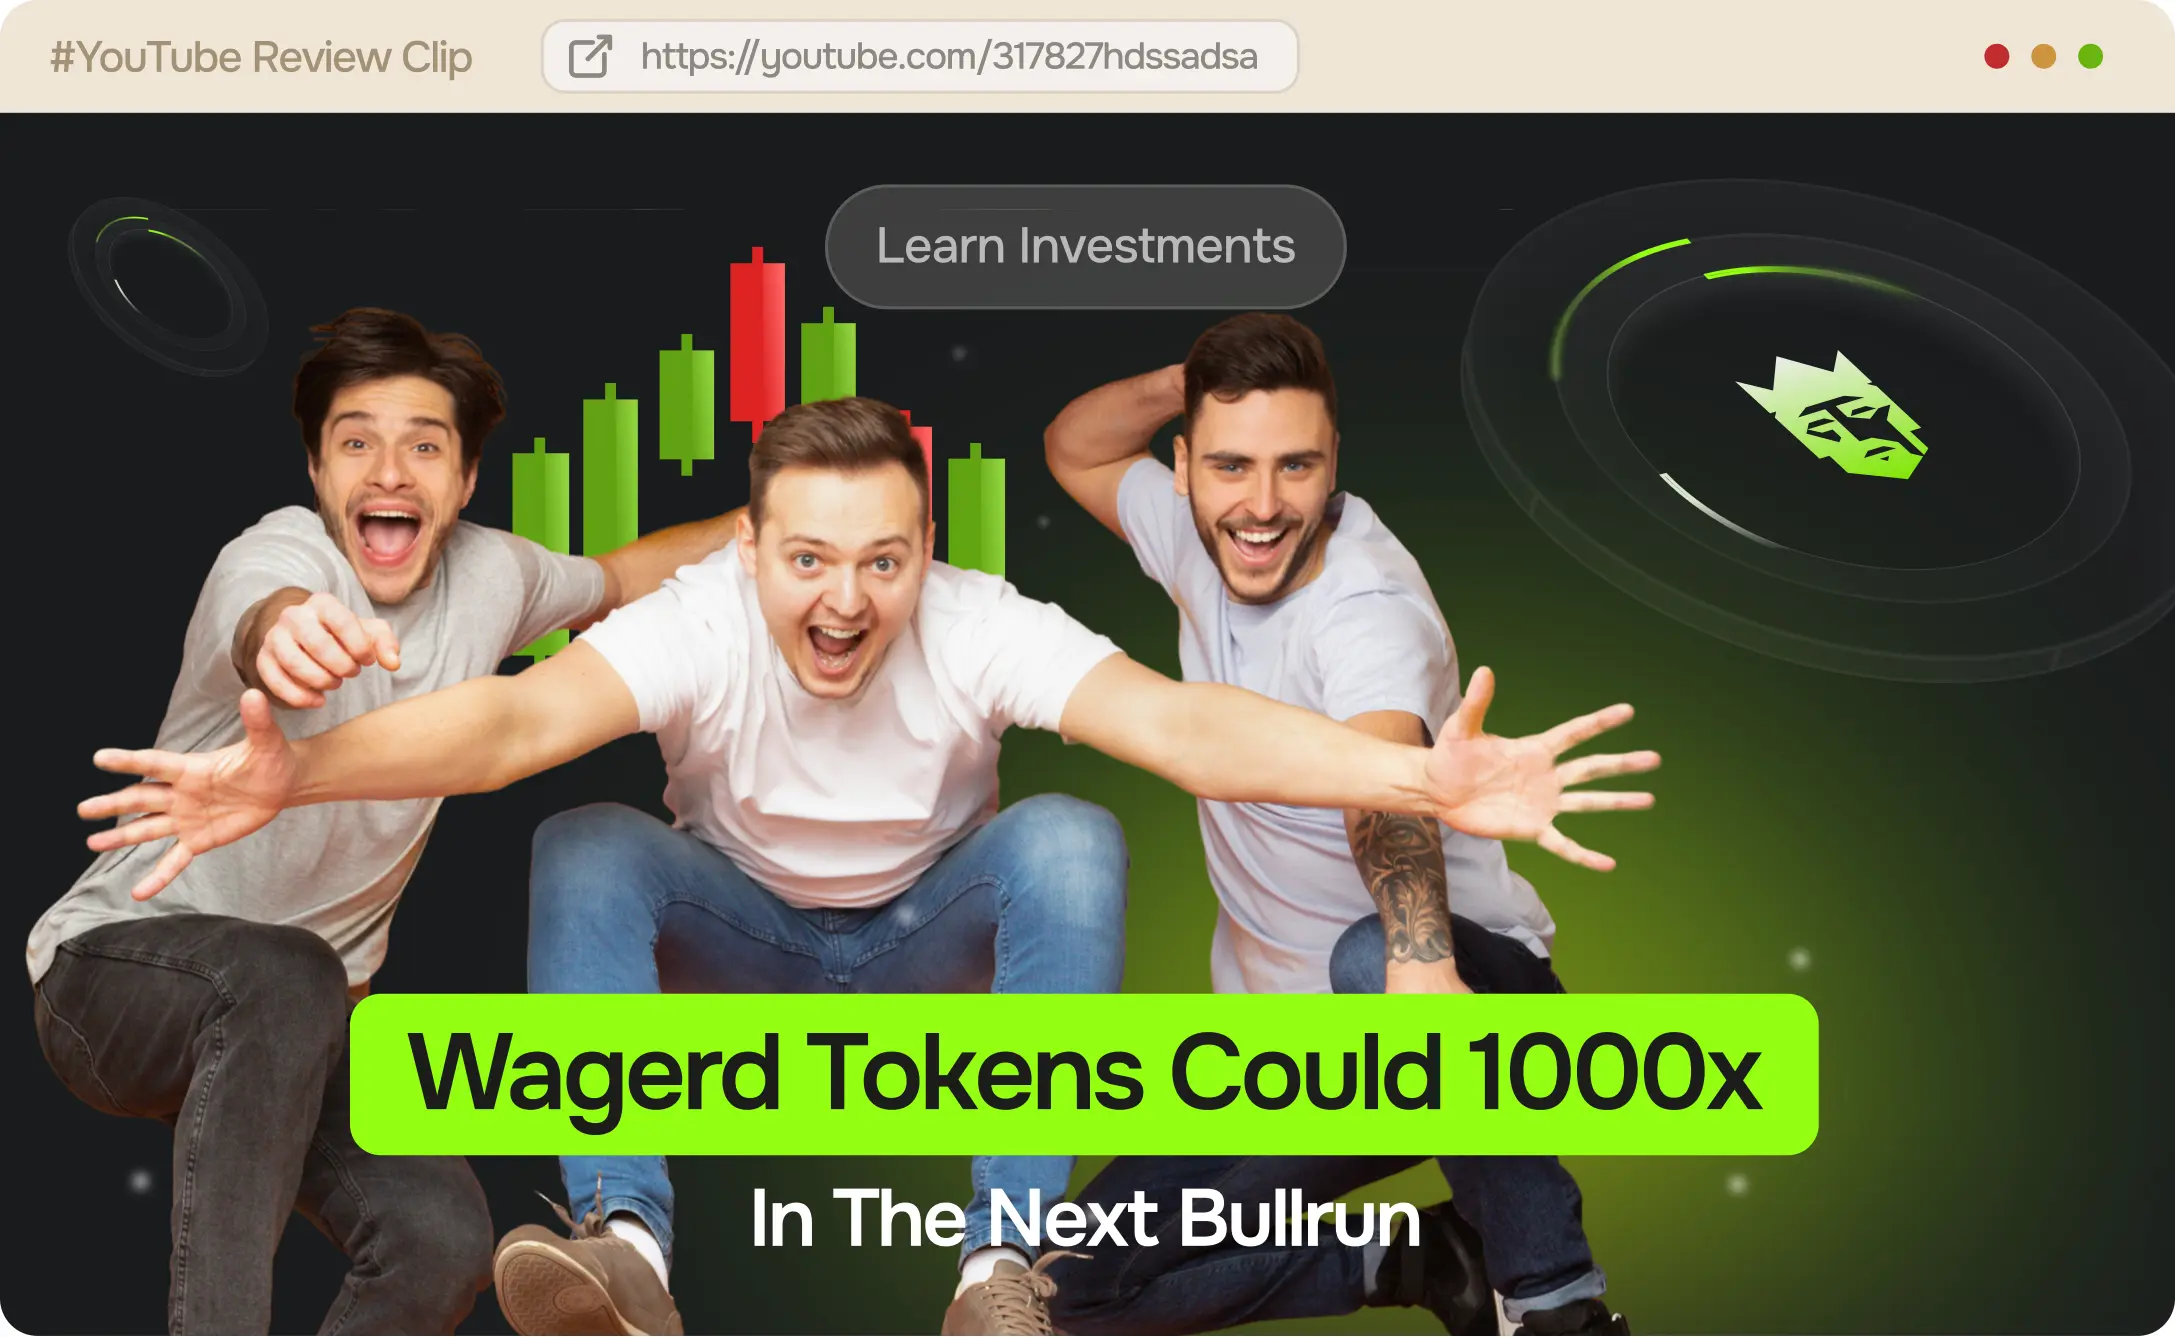 #YouTube Review Clip
https://youtube.com/317827hdssadsa
Learn Investments
Wagerd Tokens Could 1000x
In The Next Bullrun